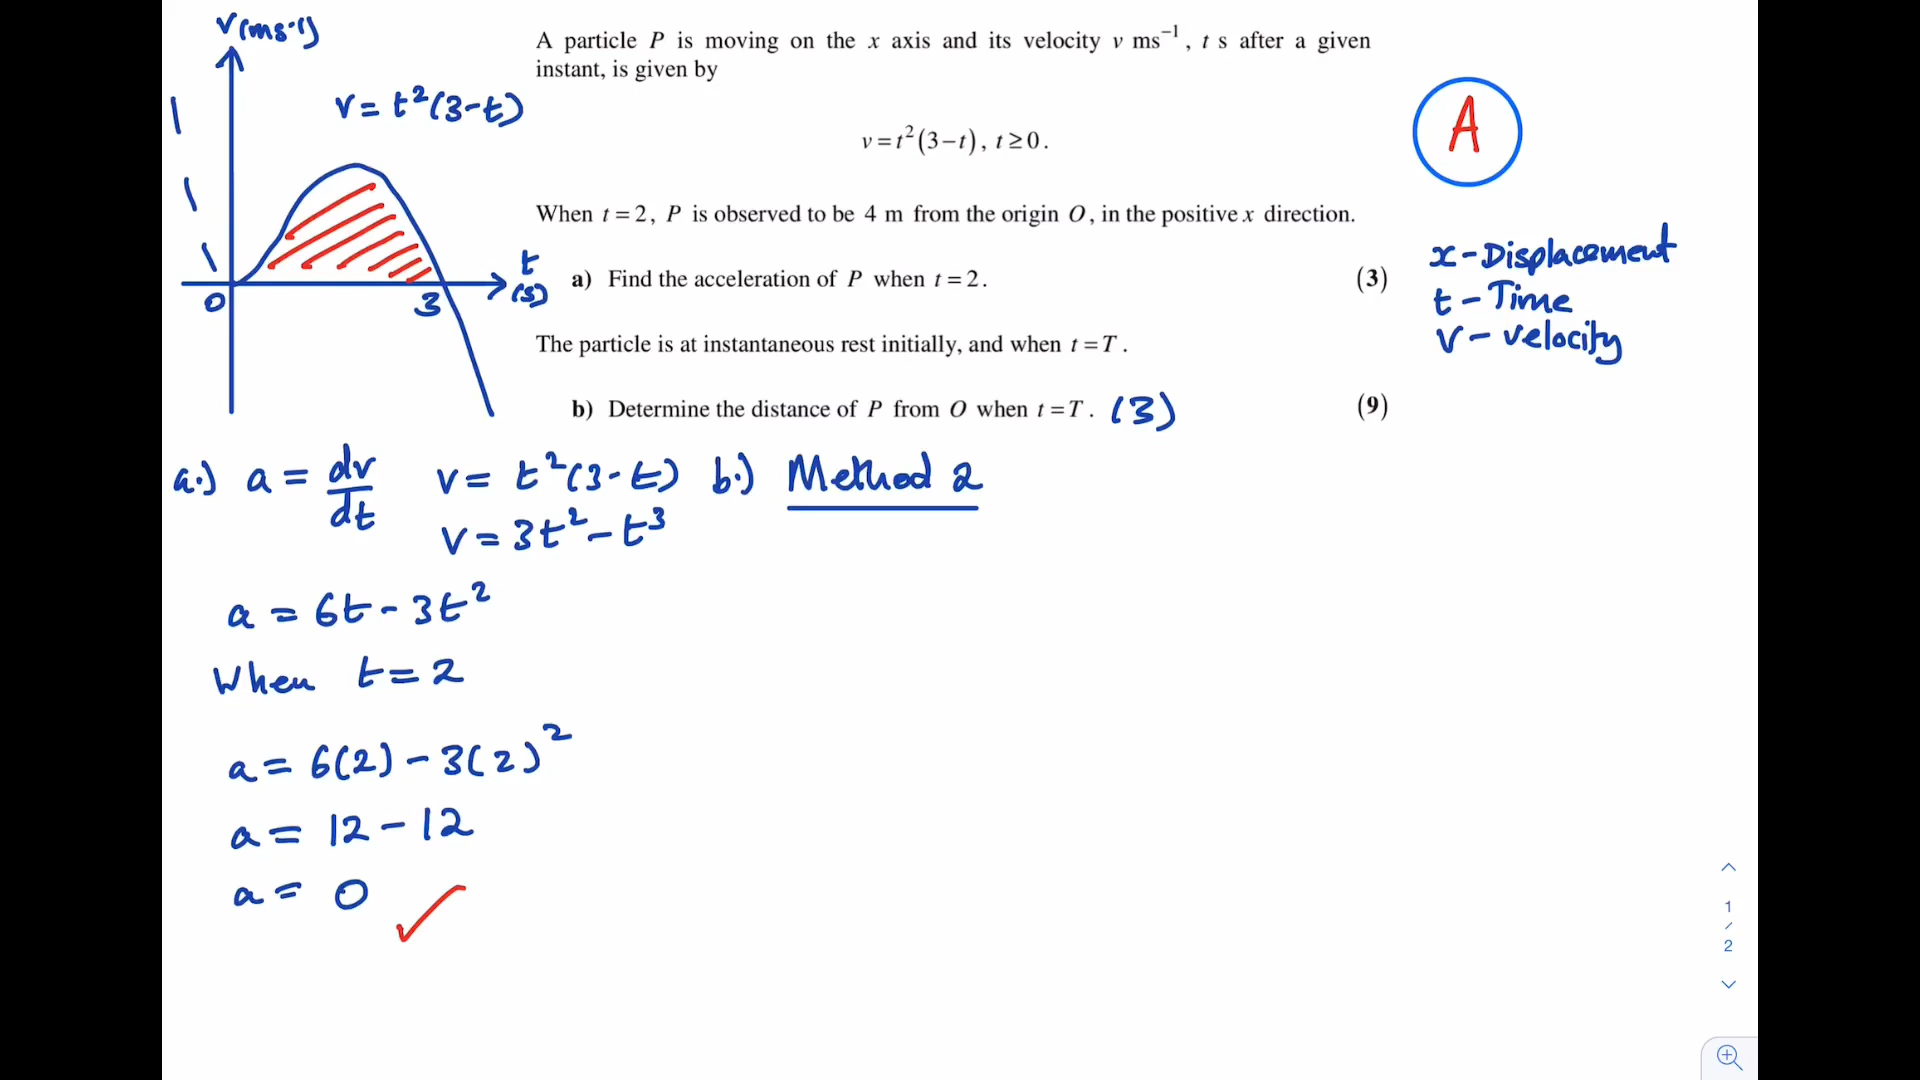 v(ms⁻¹)
v = t²(3-t)
t
(s)
0
3
A particle P is moving on the x axis and its velocity v ms⁻¹, t s after a given
instant, is given by
v = t²(3−t), t ≥ 0.
When t = 2, P is observed to be 4 m from the origin O, in the positive x direction.
a) Find the acceleration of P when t = 2. (3)
The particle is at instantaneous rest initially, and when t = T.
b) Determine the distance of P from O when t = T. (3) (9)
A
x - Displacement
t - Time
v - velocity
a.) a = dv/dt
v = t²(3-t)
v = 3t² - t³
a = 6t - 3t²
When t = 2
a = 6(2) - 3(2)²
a = 12 - 12
a = 0 ✓
b.) Method 2
1
/
2